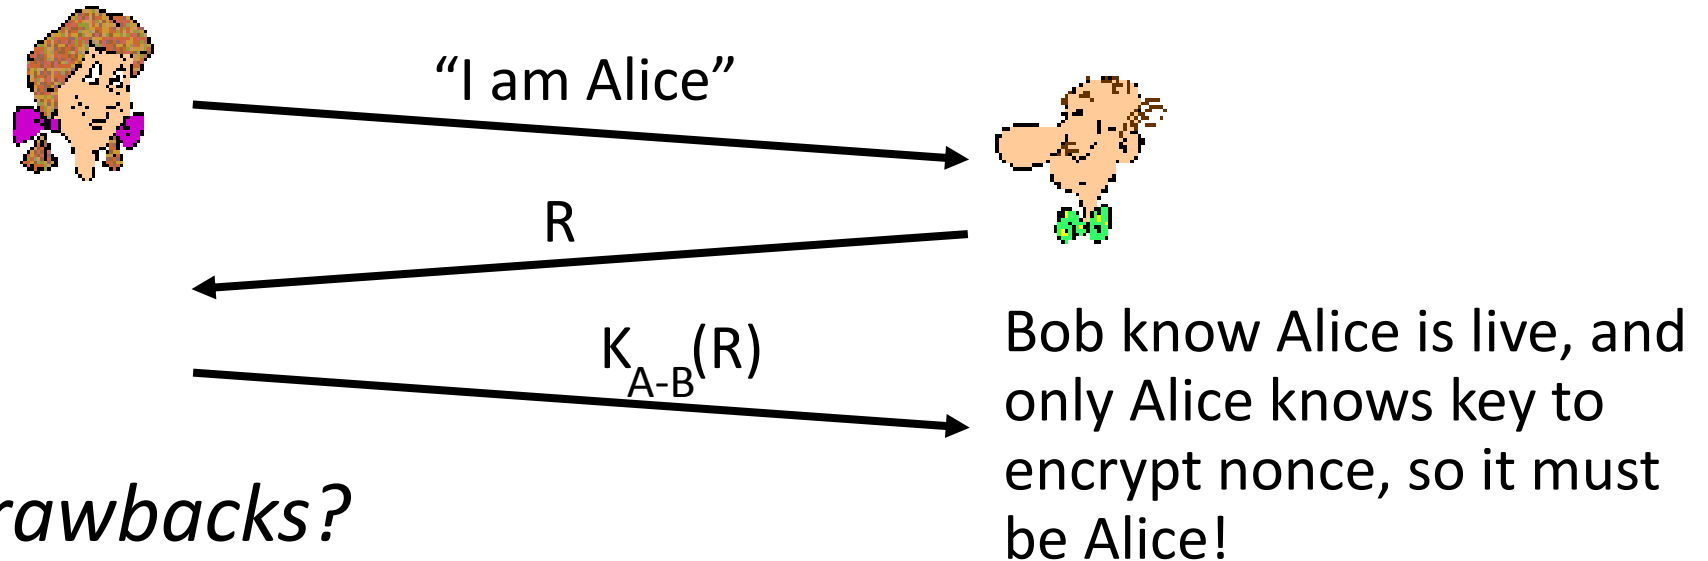 “I am Alice”
R
K A-B (R)
Bob know Alice is live, and
only Alice knows key to
encrypt nonce, so it must
be Alice!
rawbacks?